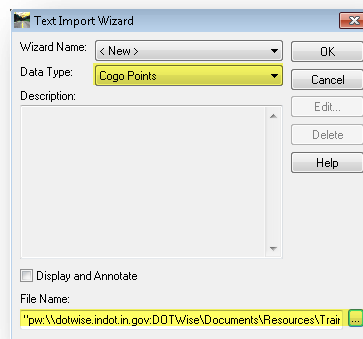 Text Import Wizard
Wizard Name: < New > OK
Data Type: Cogo Points Cancel
Description: Edit...
Delete
Help
Display and Annotate
File Name:
"pw:\\dotwise.indot.in.gov:DOTWise\Documents\Resources\Train ...